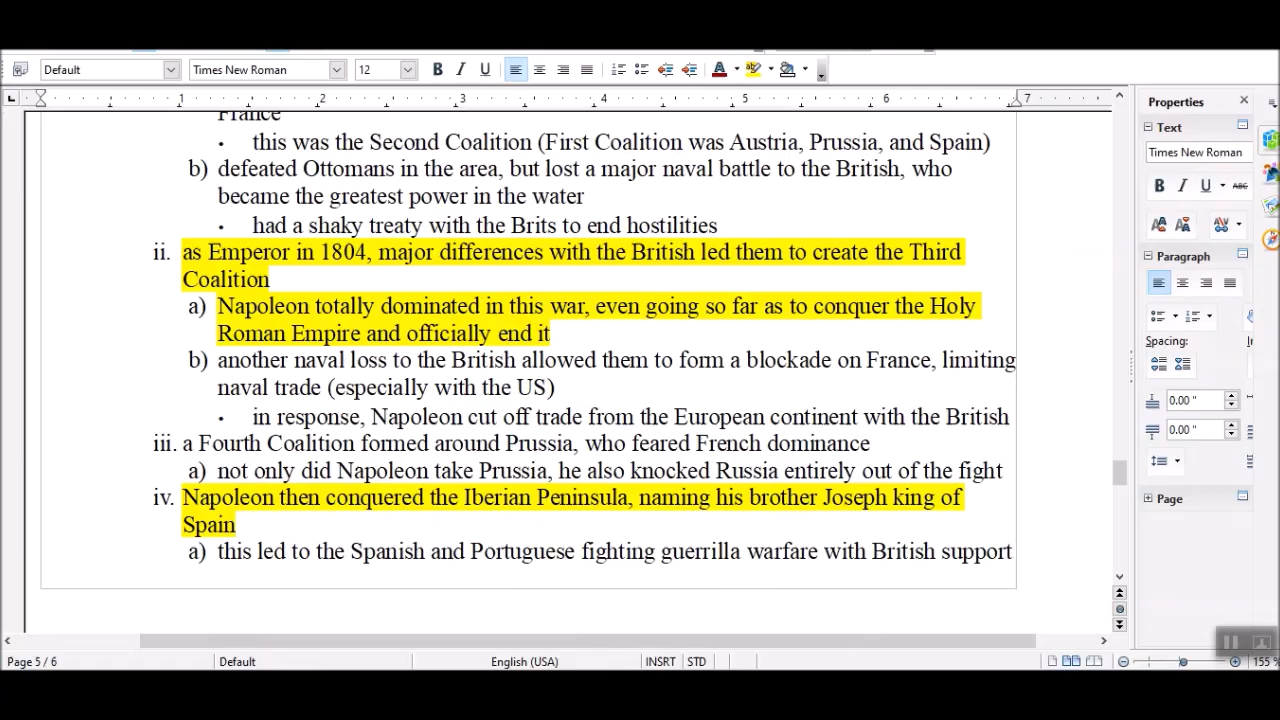 Default Times New Roman 12 B I U
1 2 3 4 5 6 7
France
• this was the Second Coalition (First Coalition was Austria, Prussia, and Spain)
b) defeated Ottomans in the area, but lost a major naval battle to the British, who
became the greatest power in the water
• had a shaky treaty with the Brits to end hostilities
ii. as Emperor in 1804, major differences with the British led them to create the Third
Coalition
a) Napoleon totally dominated in this war, even going so far as to conquer the Holy
Roman Empire and officially end it
b) another naval loss to the British allowed them to form a blockade on France, limiting
naval trade (especially with the US)
• in response, Napoleon cut off trade from the European continent with the British
iii. a Fourth Coalition formed around Prussia, who feared French dominance
a) not only did Napoleon take Prussia, he also knocked Russia entirely out of the fight
iv. Napoleon then conquered the Iberian Peninsula, naming his brother Joseph king of
Spain
a) this led to the Spanish and Portuguese fighting guerrilla warfare with British support
Properties
Text
Times New Roman
B I U ABC
Paragraph
Spacing:
0.00 "
0.00 "
Page
Page 5 / 6 Default English (USA) INSRT STD 155 %